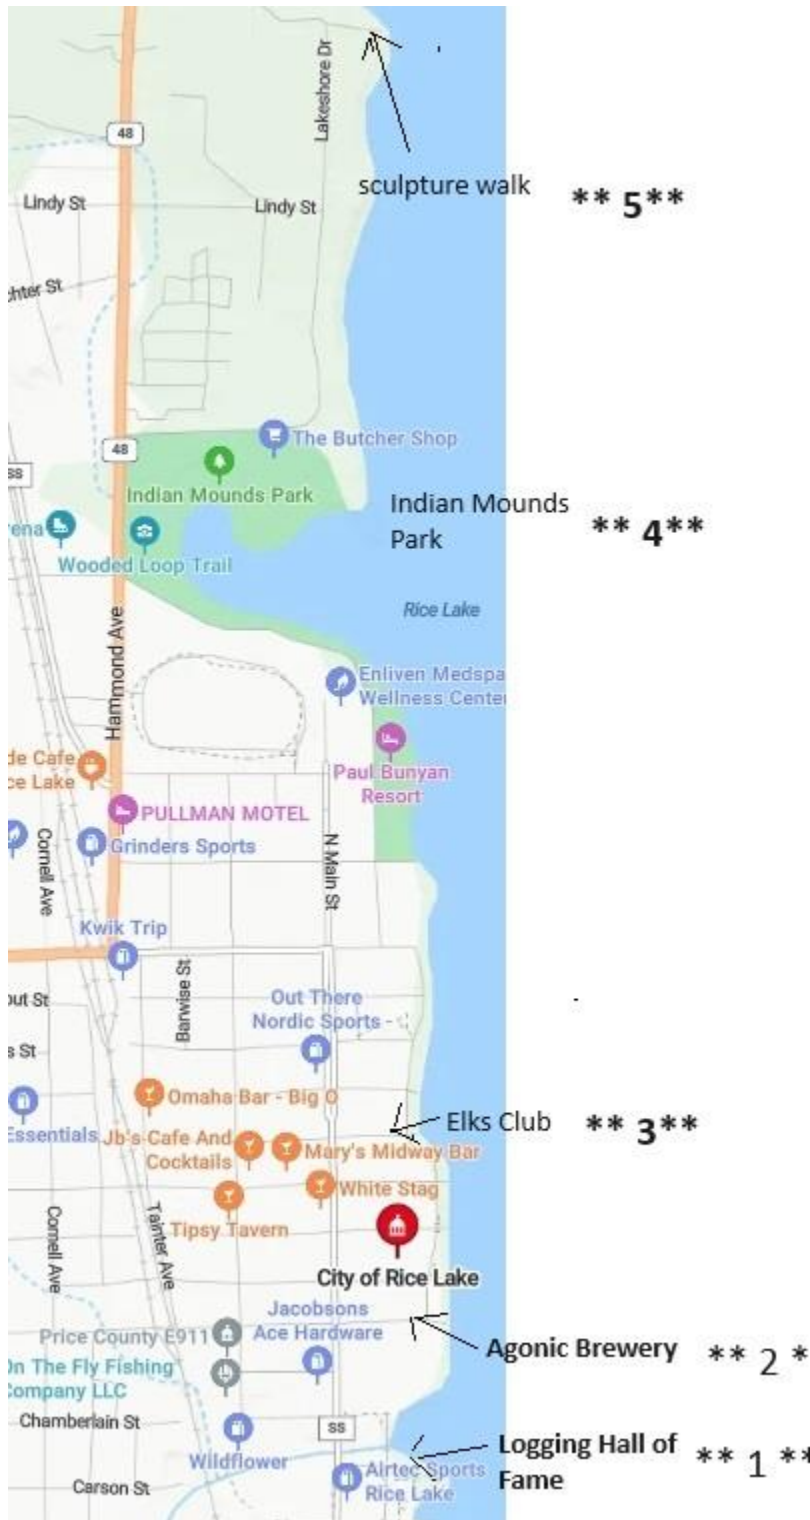 48
Lakeshore Dr
sculpture walk
** 5**
Lindy St
Lindy St
chter St
The Butcher Shop
48
SS
Indian Mounds Park
Indian Mounds
Park
** 4**
rena
Wooded Loop Trail
Rice Lake
Hammond Ave
Enliven Medspa
Wellness Center
de Cafe
ce Lake
Paul Bunyan
Resort
PULLMAN MOTEL
Grinders Sports
Cornell Ave
N Main St
Kwik Trip
Barwise St
out St
Out There
Nordic Sports -
s St
Omaha Bar - Big O
Elks Club
** 3**
Essentials
Jb's Cafe And
Cocktails
Mary's Midway Bar
White Stag
Tipsy Tavern
Cornell Ave
Tainter Ave
City of Rice Lake
Jacobsons
Ace Hardware
Price County E911
Agonic Brewery
** 2 *
On The Fly Fishing
Company LLC
Chamberlain St
SS
Wildflower
Logging Hall of
Fame
** 1 **
Airtec Sports
Rice Lake
Carson St